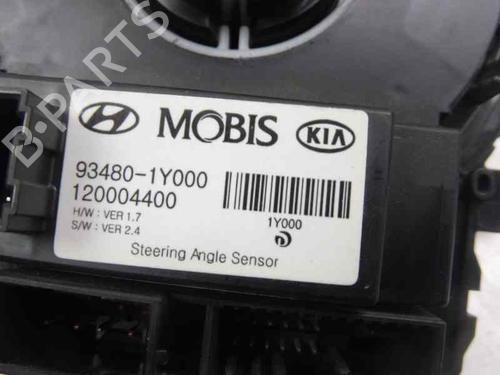 MOBIS KIA
93480-1Y000
120004400
H/W : VER 1.7
S/W : VER 2.4
1Y000
Steering Angle Sensor
B-PARTS